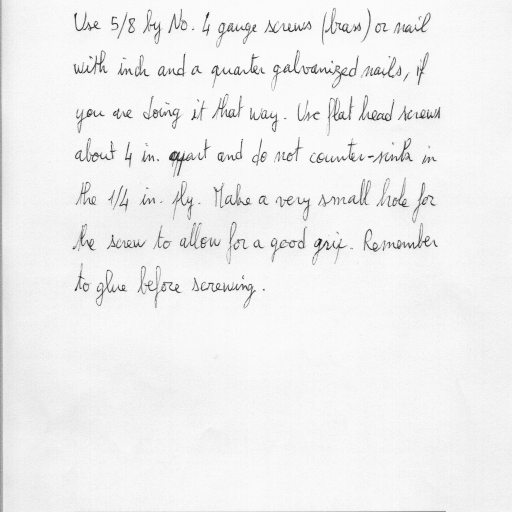 Use 5/8 by No. 4 gauge screws (brass) or nail
with inch and a quarter galvanized nails, if
you are doing it that way. Use flat head screws
about 4 in. apart and do not counter-sink in
the 1/4 in. ply. Make a very small hole for
the screw to allow for a good grip. Remember
to glue before screwing.